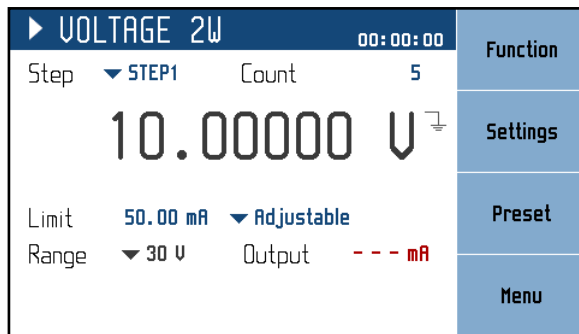 VOLTAGE 2W 00:00:00
Function
Step STEP1 Count 5
10.00000 V
Settings
Limit 50.00 mA Adjustable
Preset
Range 30 V Output - - - mA
Menu